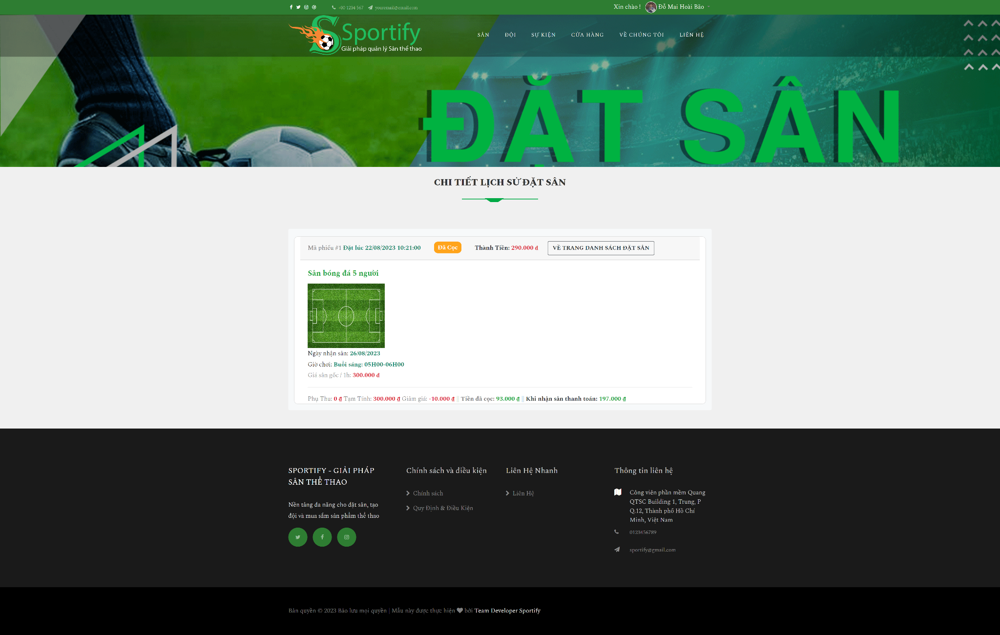 +00 1234 567 youremail@email.com
Xin chào ! Đỗ Mai Hoài Bão
Sportify
Giải pháp quản lý Sân thể thao
SÂN ĐỘI SỰ KIỆN CỬA HÀNG VỀ CHÚNG TÔI LIÊN HỆ
ĐẶT SÂN
CHI TIẾT LỊCH SỬ ĐẶT SÂN
Mã phiếu #1 Đặt lúc 22/08/2023 10:21:00 Đã Cọc Thành Tiền: 290.000 đ VỀ TRANG DANH SÁCH ĐẶT SÂN
Sân bóng đá 5 người
Ngày nhận sân: 26/08/2023
Giờ chơi: Buổi sáng: 05H00-06H00
Giá sân gốc / 1h: 300.000 ₫
Phụ Thu: 0 ₫ Tạm Tính: 300.000 ₫ Giảm giá: -10.000 ₫ || Tiền đã cọc: 93.000 ₫ || Khi nhận sân thanh toán: 197.000 ₫
SPORTIFY - GIẢI PHÁP
SÂN THỂ THAO
Nền tảng đa năng cho đặt sân, tạo
đội và mua sắm sản phẩm thể thao
Chính sách và điều kiện
Chính sách
Quy Định & Điều Kiện
Liên Hệ Nhanh
Liên Hệ
Thông tin liên hệ
Công viên phần mềm Quang
QTSC Building 1, Trung, P
Q.12, Thành phố Hồ Chí
Minh, Việt Nam
0123456789
sportify@gmail.com
Bản quyền © 2023 Bảo lưu mọi quyền | Mẫu này được thực hiện bởi Team Developer Sportify